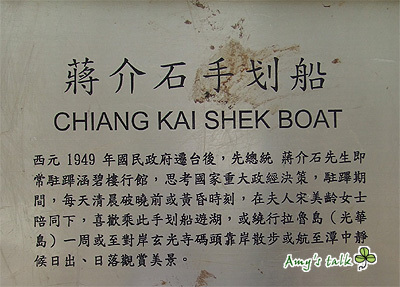 蔣介石手划船
CHIANG KAI SHEK BOAT
西元 1949 年國民政府遷台後，先總統 蔣介石先生即
常駐蹕涵碧樓行館，思考國家重大政經決策，駐蹕期
間，每天清晨破曉前或黃昏時刻，在夫人宋美齡女士
陪同下，喜歡乘此手划船遊湖，或繞行拉魯島（光華
島）一周或至對岸玄光寺碼頭靠岸散步或航至潭中靜
候日出、日落觀賞美景。
Amy's talk